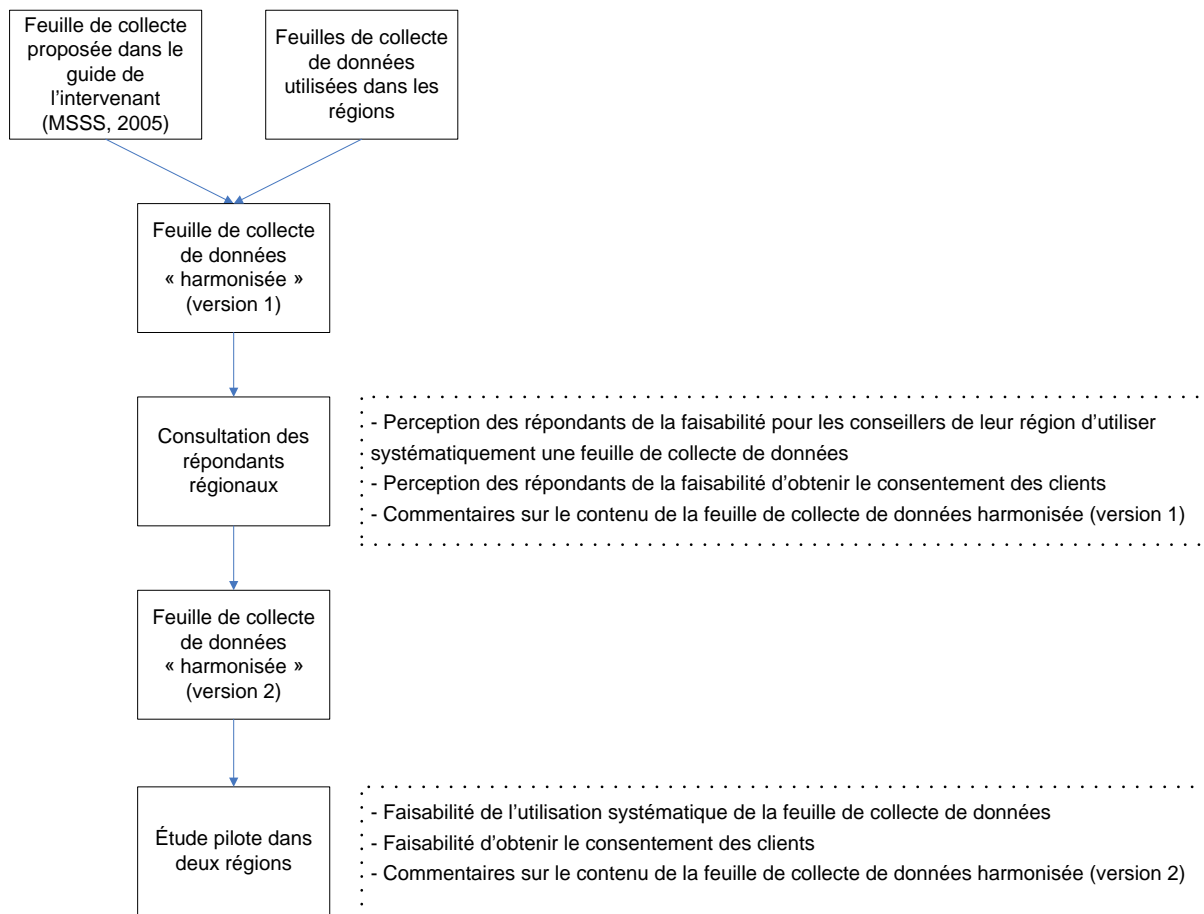 Feuille de collecte
proposée dans le
guide de
l'intervenant
(MSSS, 2005)
Feuilles de collecte
de données
utilisées dans les
régions
Feuille de collecte
de données
« harmonisée »
(version 1)
Consultation des
répondants
régionaux
- Perception des répondants de la faisabilité pour les conseillers de leur région d'utiliser
systématiquement une feuille de collecte de données
- Perception des répondants de la faisabilité d'obtenir le consentement des clients
- Commentaires sur le contenu de la feuille de collecte de données harmonisée (version 1)
Feuille de collecte
de données
« harmonisée »
(version 2)
Étude pilote dans
deux régions
- Faisabilité de l'utilisation systématique de la feuille de collecte de données
- Faisabilité d'obtenir le consentement des clients
- Commentaires sur le contenu de la feuille de collecte de données harmonisée (version 2)